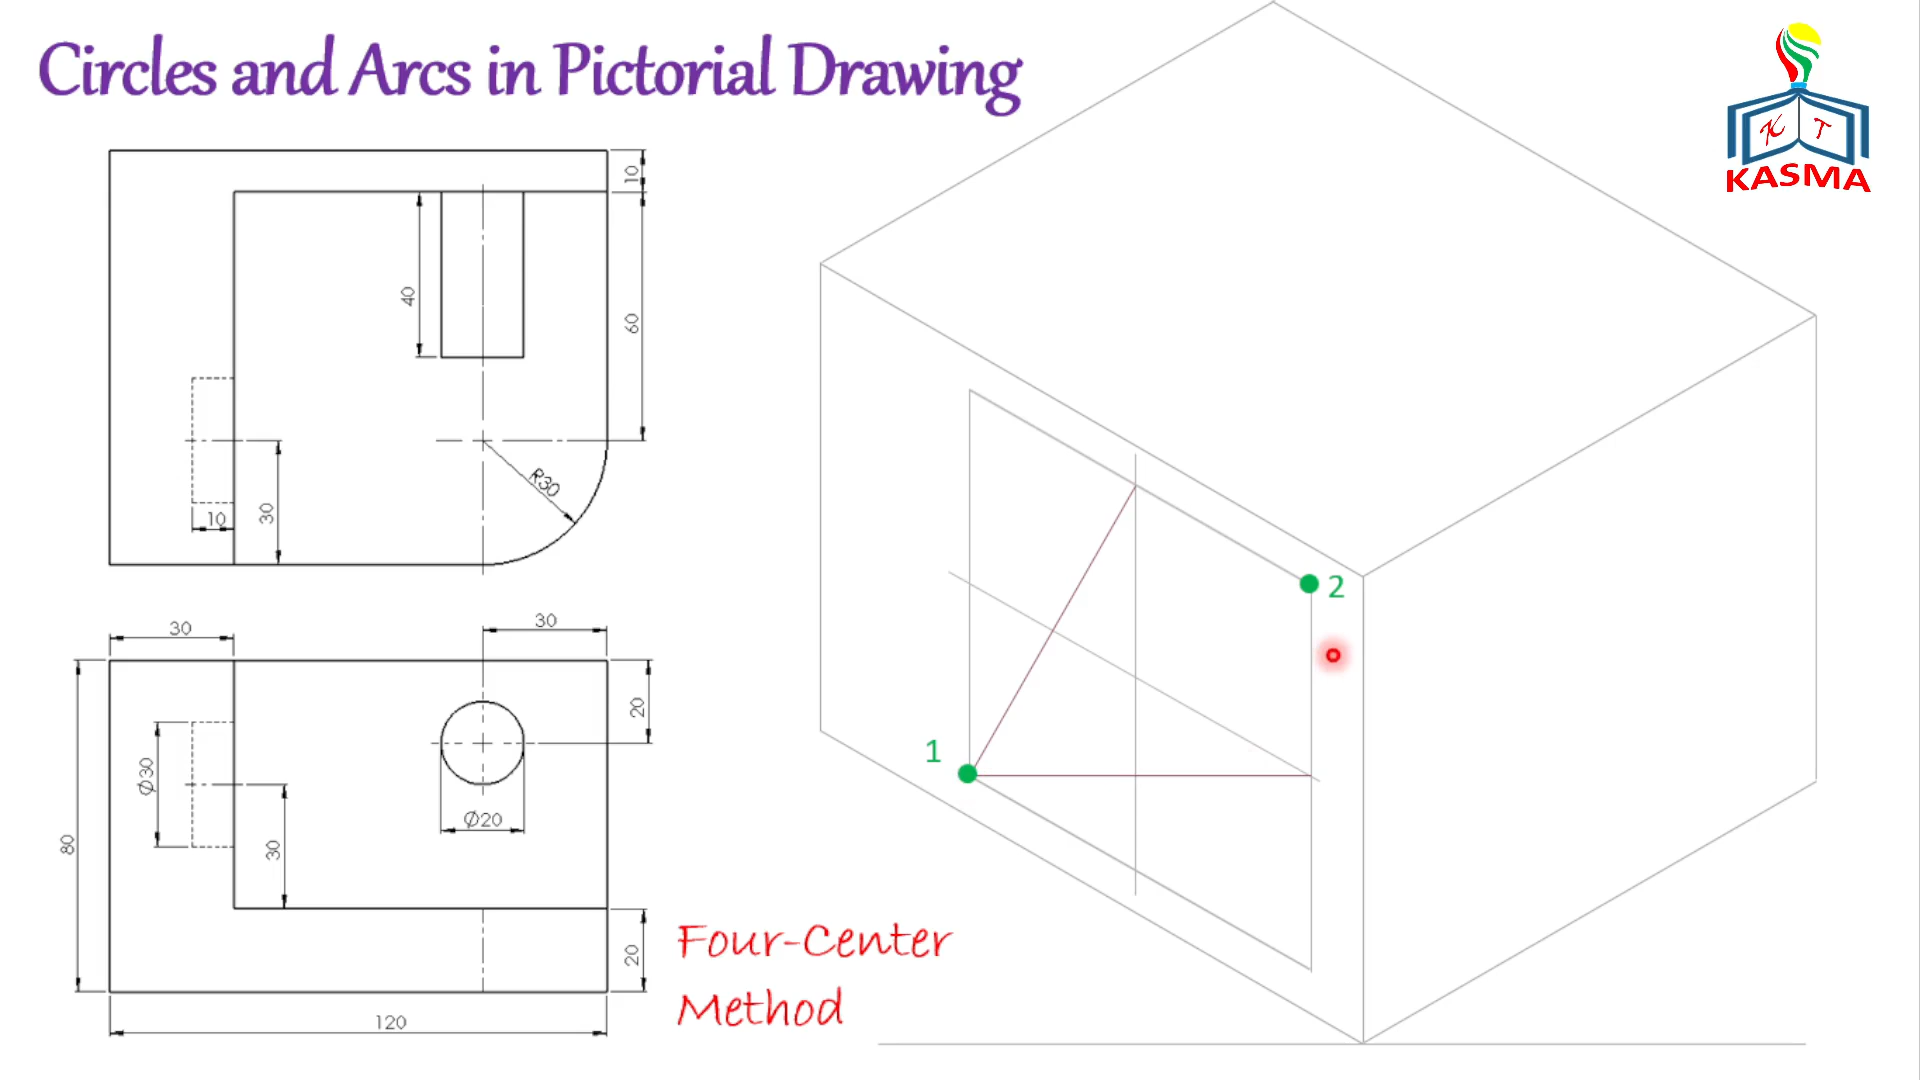 Circles and Arcs in Pictorial Drawing
K T
KASMA
10
40
60
R30
10
30
30
30
20
Ø30
Ø20
80
30
20
120
2
1
Four-Center
Method